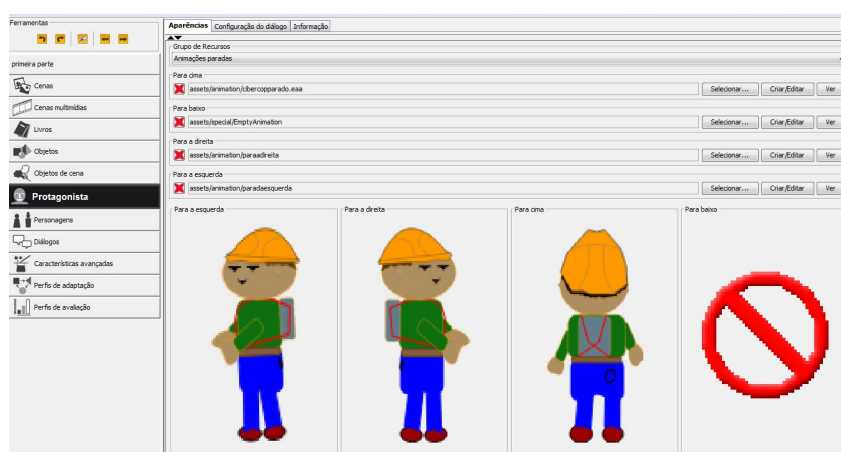 Ferramentas
primeira parte
Cenas
Cenas multimídias
Livros
Objetos
Objetos de cena
Protagonista
Personagens
Diálogos
Características avançadas
Perfis de adaptação
Perfis de avaliação
Aparências Configuração do diálogo Informação
Grupo de Recursos
Animações paradas
Para cima
assets/animation/cibercopparado.eaa Selecionar... Criar/Editar Ver
Para baixo
assets/special/EmptyAnimation Selecionar... Criar/Editar Ver
Para a direita
assets/animation/paraadireita Selecionar... Criar/Editar Ver
Para a esquerda
assets/animation/paradaesquerda Selecionar... Criar/Editar Ver
Para a esquerda Para a direita Para cima Para baixo